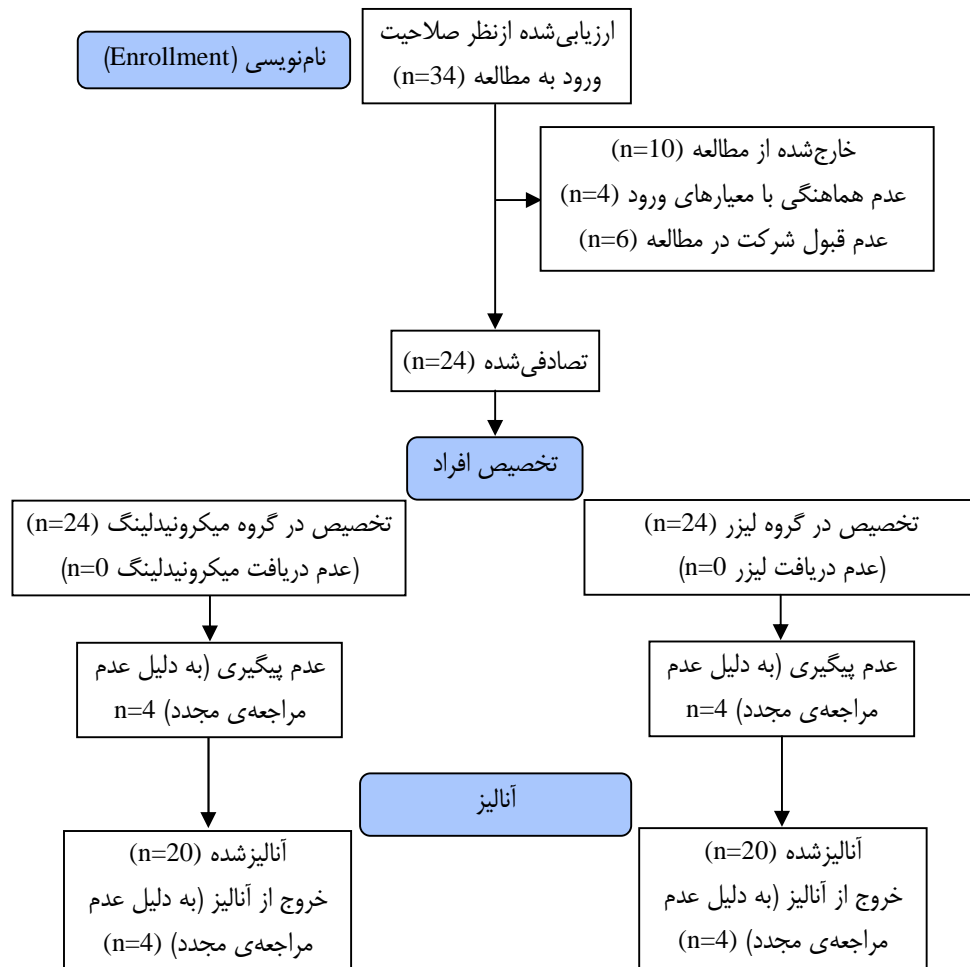 نام‌نویسی (Enrollment)
ارزیابی‌شده ازنظر صلاحیت
ورود به مطالعه (n=34)
خارج‌شده از مطالعه (n=10)
عدم هماهنگی با معیارهای ورود (n=4)
عدم قبول شرکت در مطالعه (n=6)
تصادفی‌شده (n=24)
تخصیص افراد
تخصیص در گروه لیزر (n=24)
(عدم دریافت لیزر n=0)
تخصیص در گروه میکرونیدلینگ (n=24)
(عدم دریافت میکرونیدلینگ n=0)
عدم پیگیری (به دلیل عدم
مراجعه‌ی مجدد) n=4
عدم پیگیری (به دلیل عدم
مراجعه‌ی مجدد) n=4
آنالیز
آنالیزشده (n=20)
خروج از آنالیز (به دلیل عدم
مراجعه‌ی مجدد) (n=4)
آنالیزشده (n=20)
خروج از آنالیز (به دلیل عدم
مراجعه‌ی مجدد) (n=4)